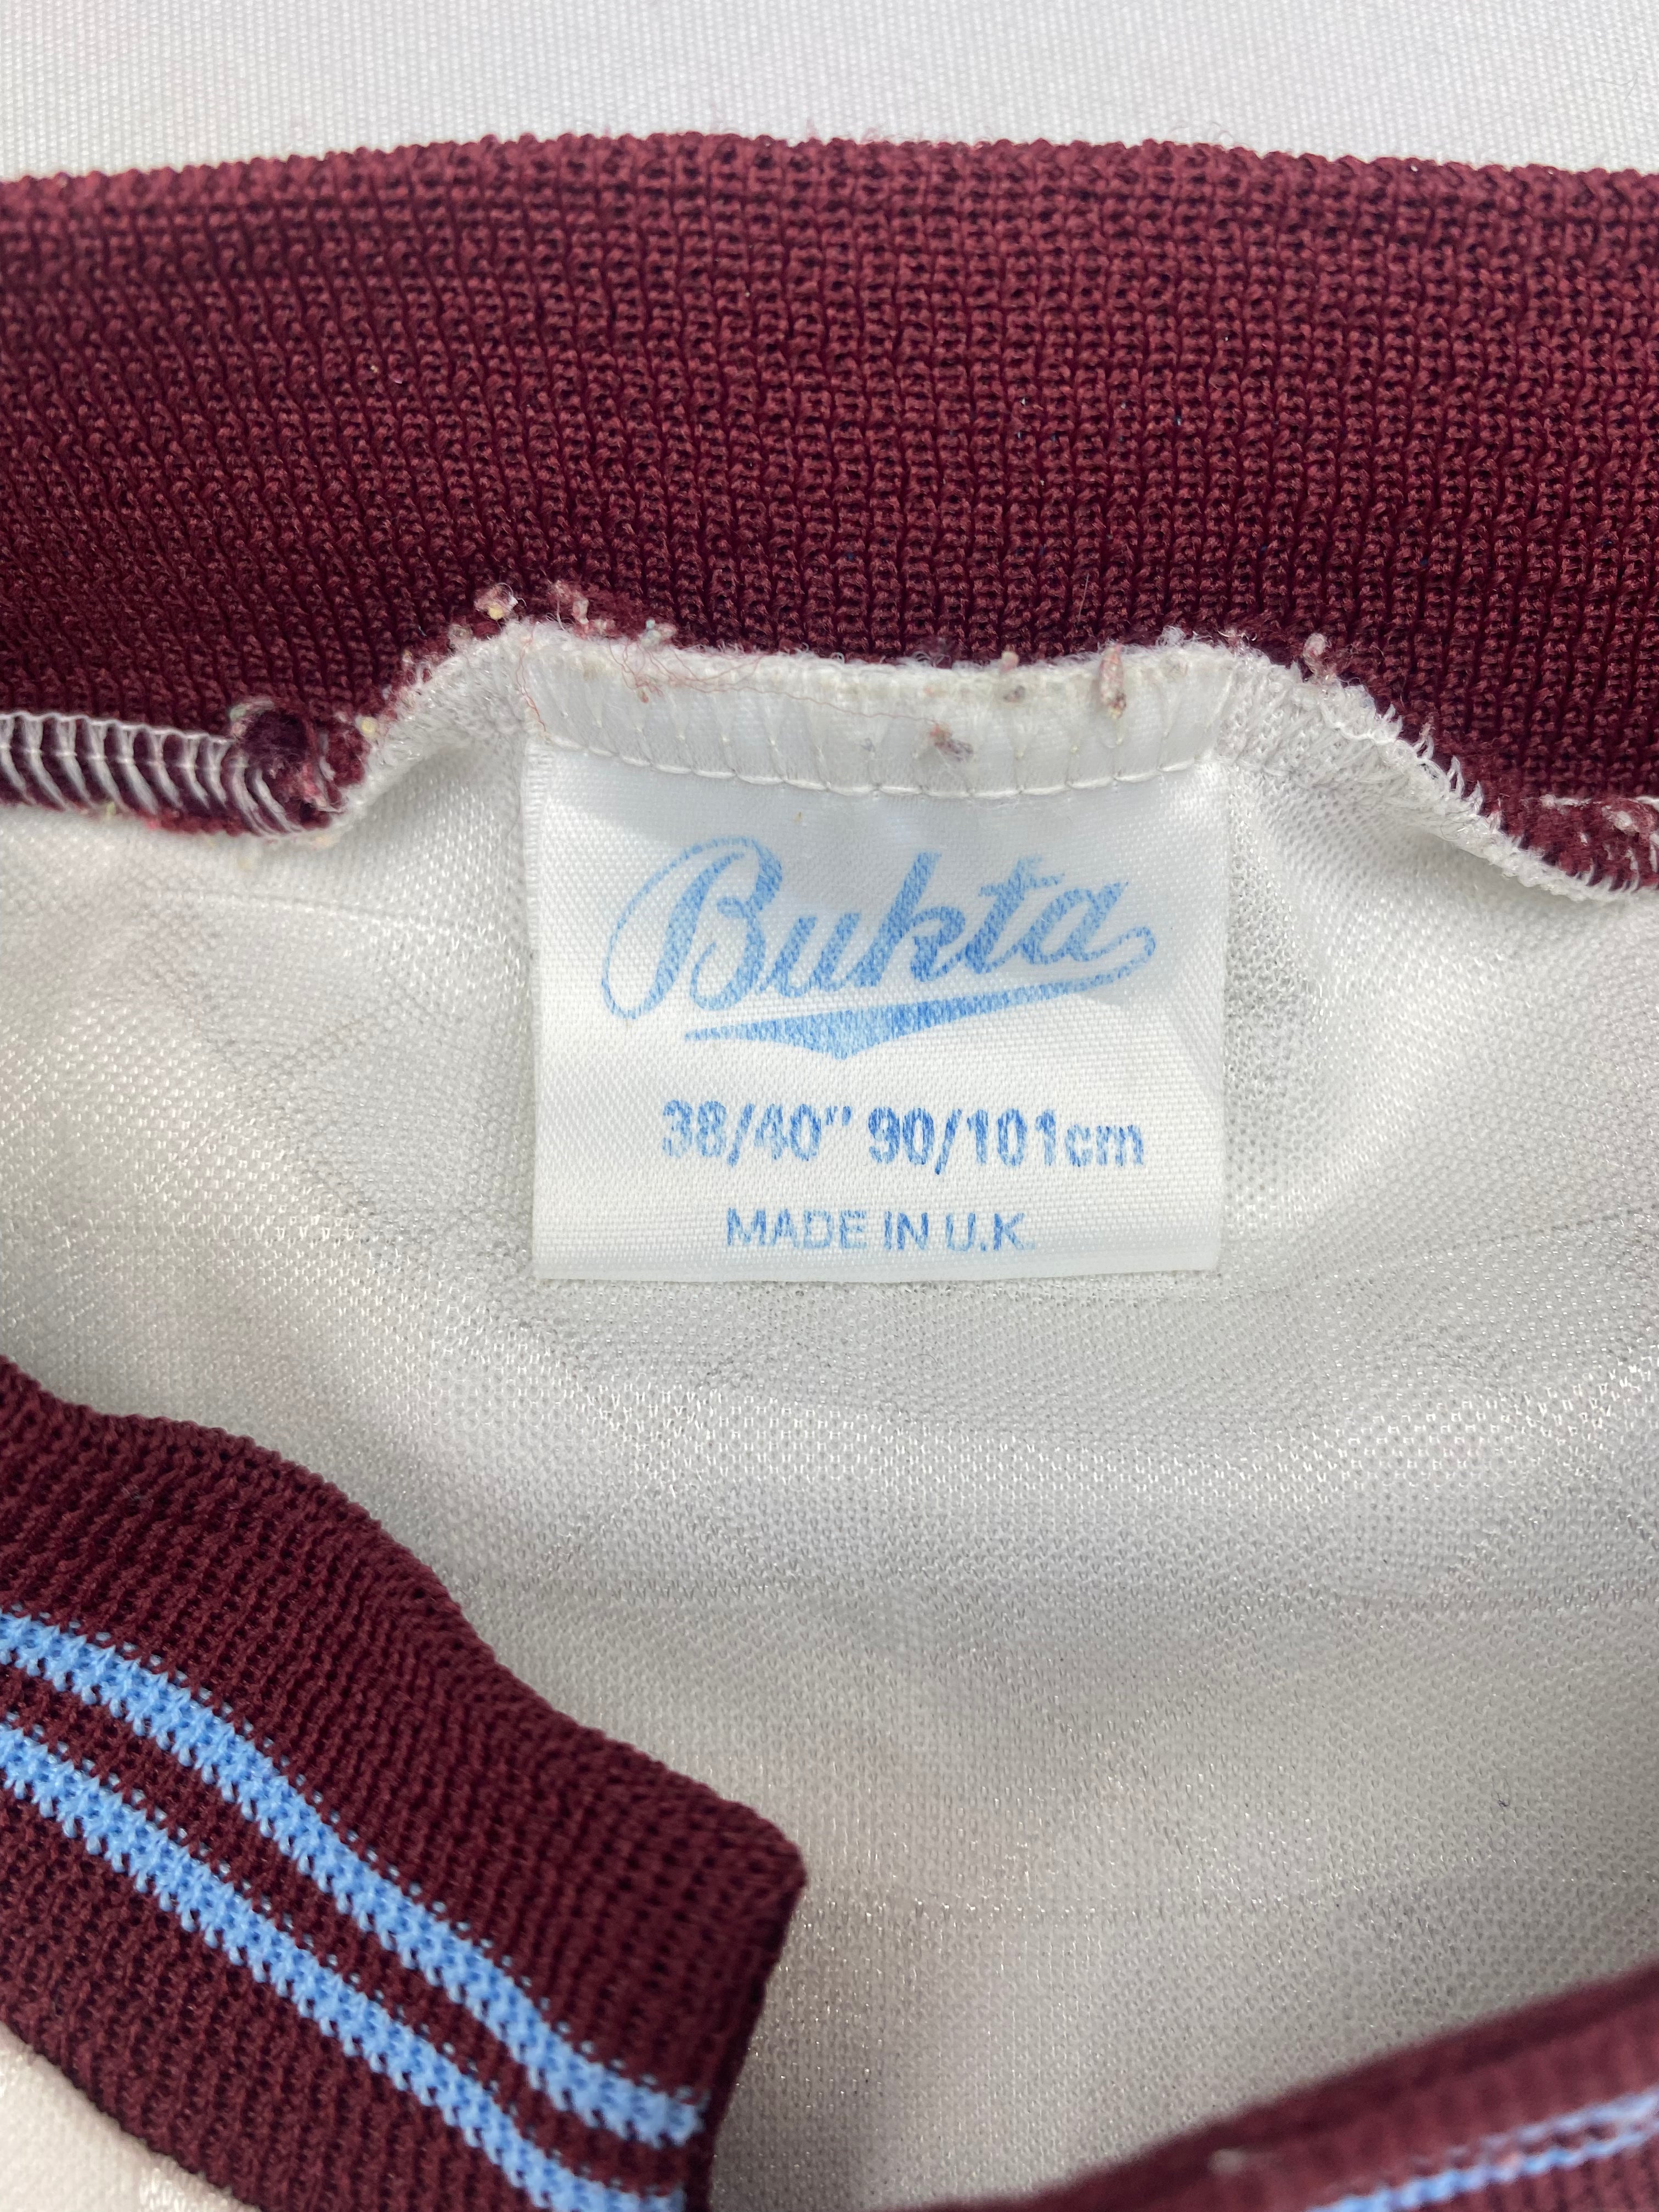 Bukta
38/40" 90/101cm
MADE IN U.K.